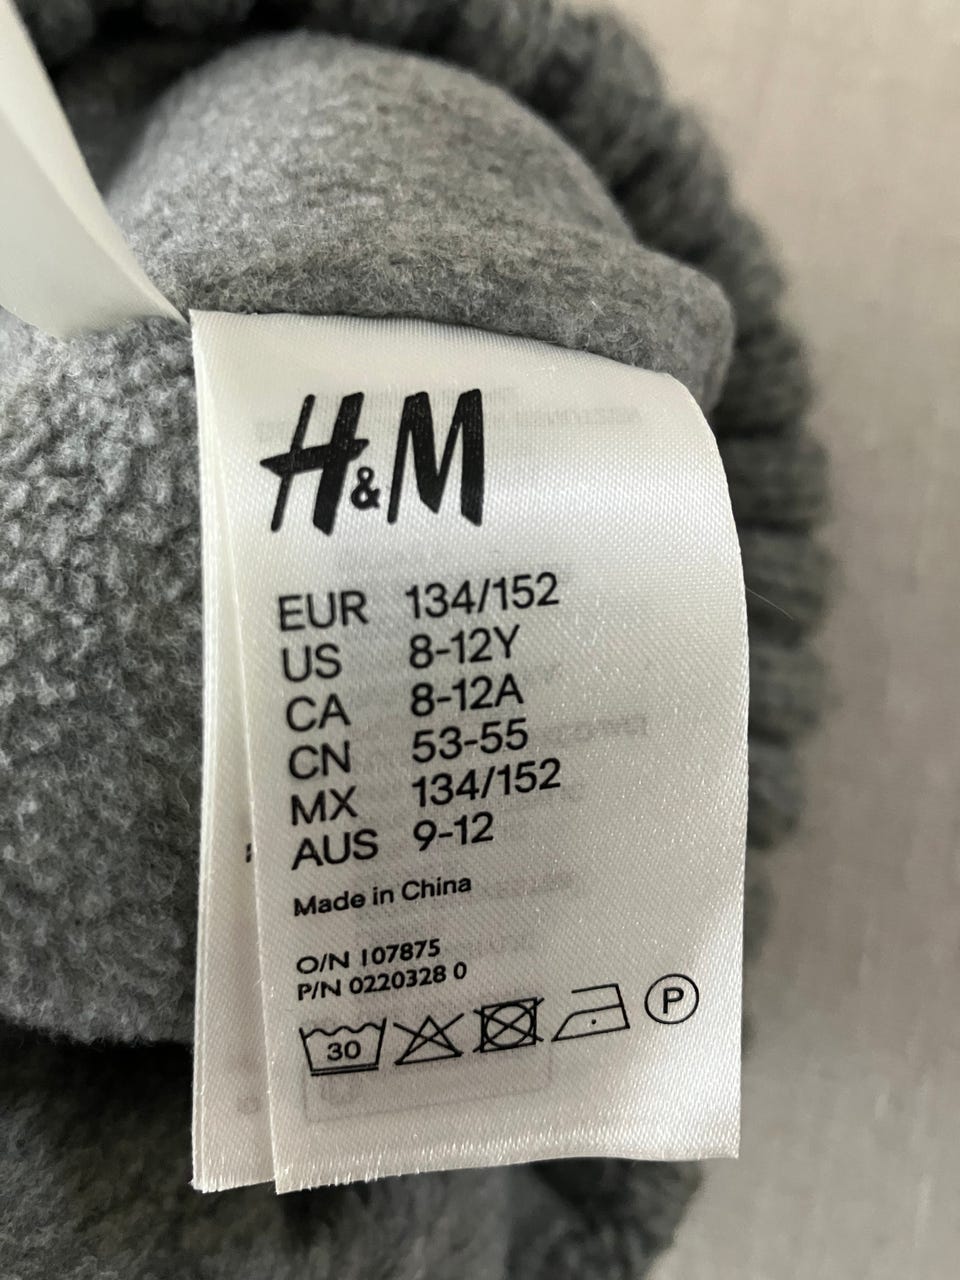 H&M
EUR 134/152
US 8-12Y
CA 8-12A
CN 53-55
MX 134/152
AUS 9-12
Made in China
O/N 107875
P/N 0220328 0
30 P